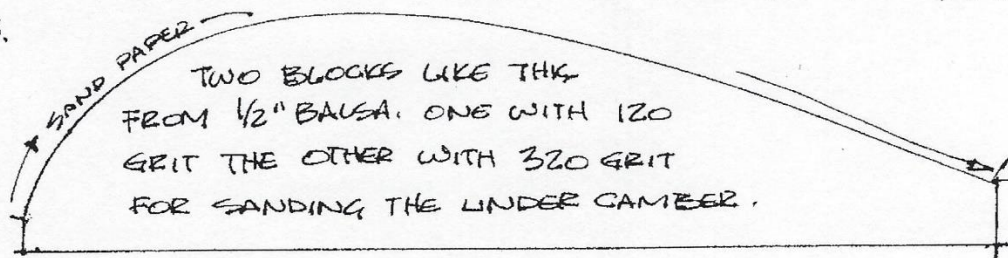 SAND PAPER
TWO BLOCKS LIKE THIS
FROM 1/2" BALSA. ONE WITH 120
GRIT THE OTHER WITH 320 GRIT
FOR SANDING THE UNDER CAMBER.